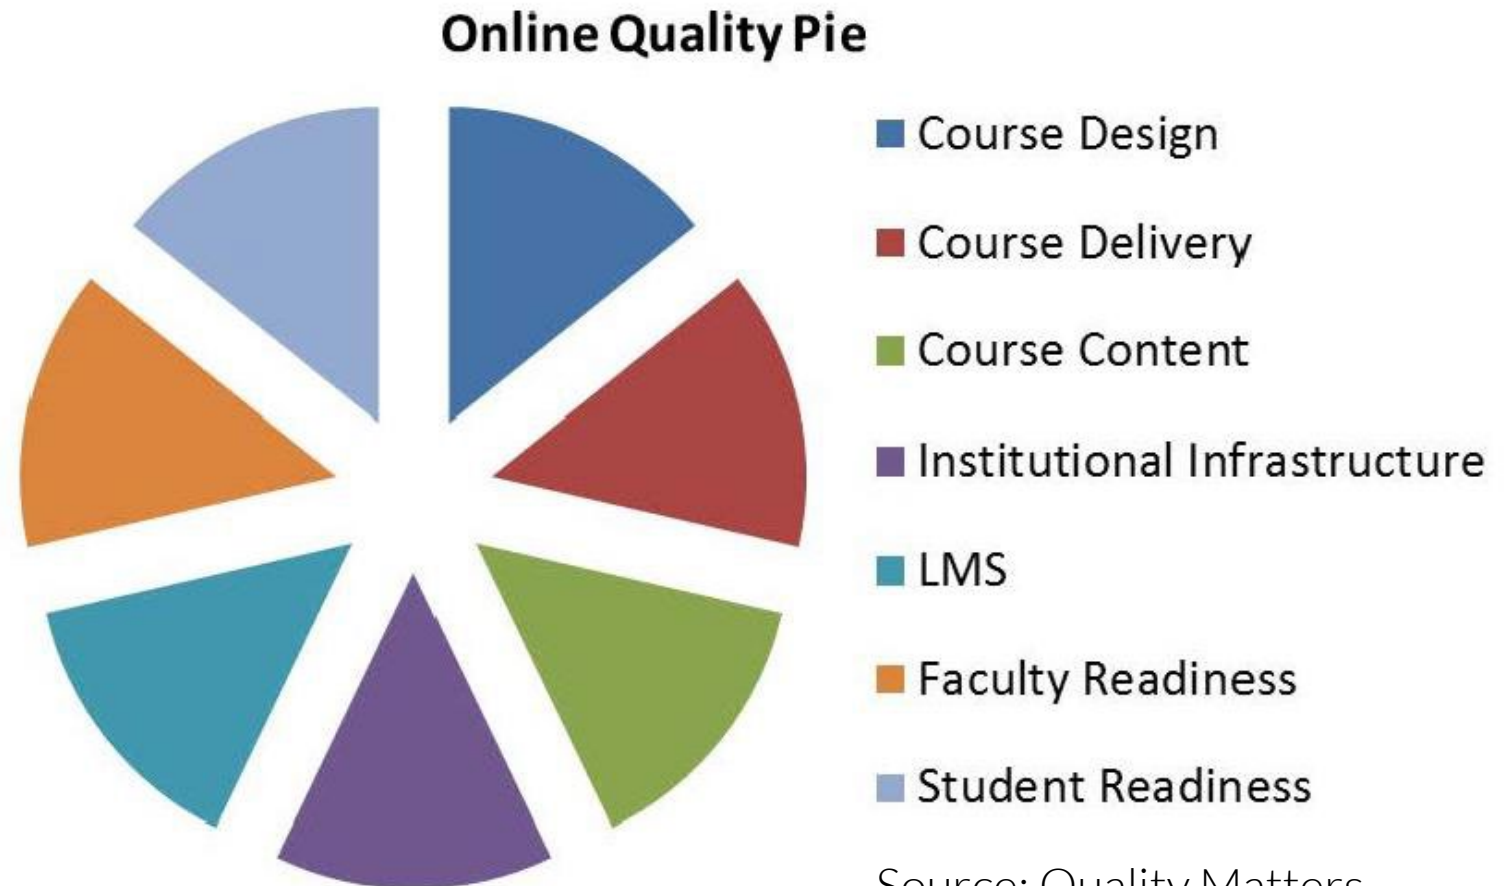 Online Quality Pie
Course Design
Course Delivery
Course Content
Institutional Infrastructure
LMS
Faculty Readiness
Student Readiness
Source: Quality Matters